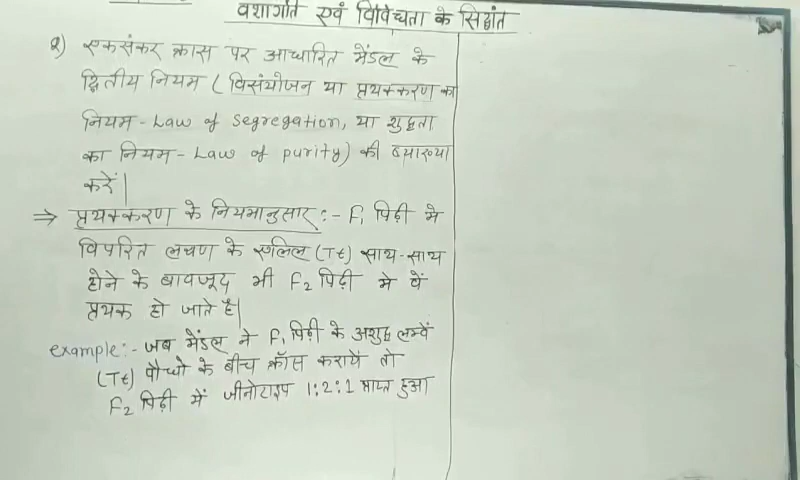 वंशागति एवं विविधता के सिद्धांत
2) एकसंकर क्रास पर आधारित मेंडल के
द्वितीय नियम ( विसंयोजन या पृथक्करण का
नियम - Law of segregation, या शुद्धता
का नियम - Law of purity) की व्याख्या
करें|
⇒ पृथक्करण के नियमानुसार :- F₁ पिढ़ी मे
विपरित लक्षण के एलिल (Tt) साथ-साथ
होने के बावजूद भी F₂ पिढ़ी मे वें
पृथक हो जाते है|
example:- जब मेंडल ने F₁ पिढ़ी के अशुद्ध लम्बें
(Tt) पौधो के बीच क्रॉस करायें तो
F₂ पिढ़ी में जीनोटाइप 1:2:1 प्राप्त हुआ